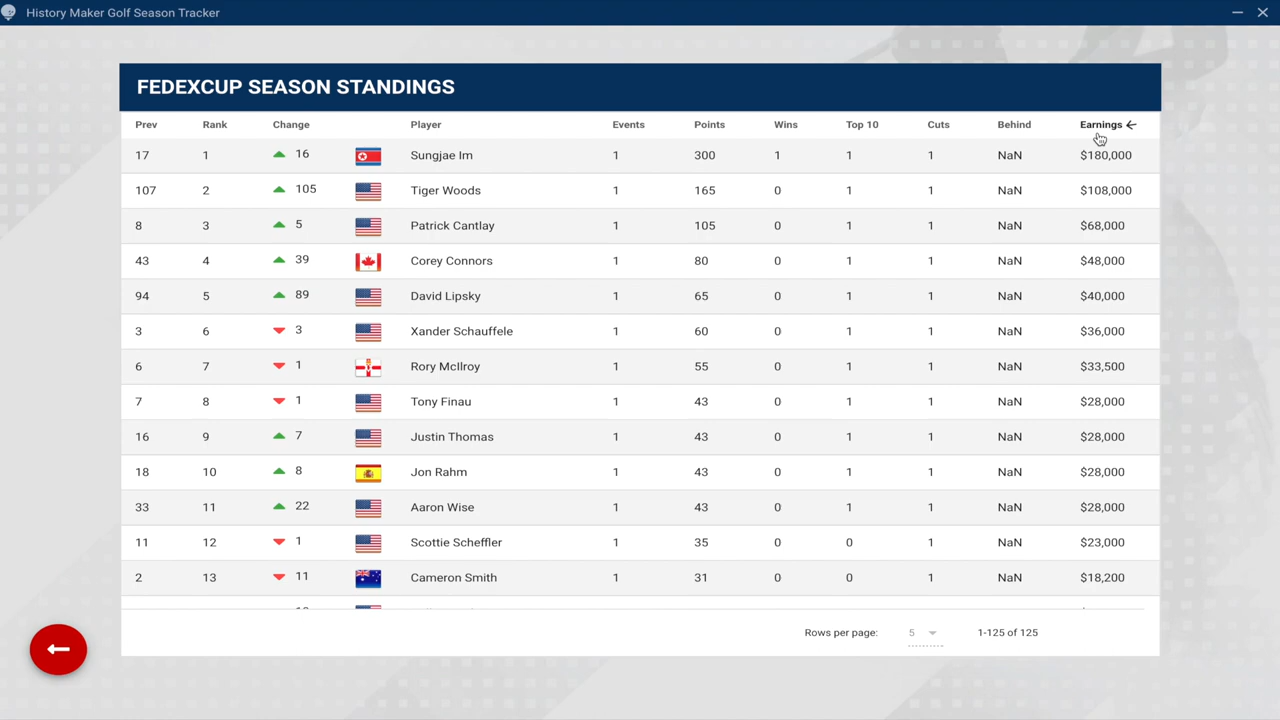 History Maker Golf Season Tracker
FEDEXCUP SEASON STANDINGS
Prev Rank Change Player Events Points Wins Top 10 Cuts Behind Earnings
17 1 16 Sungjae Im 1 300 1 1 1 NaN $180,000
107 2 105 Tiger Woods 1 165 0 1 1 NaN $108,000
8 3 5 Patrick Cantlay 1 105 0 1 1 NaN $68,000
43 4 39 Corey Connors 1 80 0 1 1 NaN $48,000
94 5 89 David Lipsky 1 65 0 1 1 NaN $40,000
3 6 3 Xander Schauffele 1 60 0 1 1 NaN $36,000
6 7 1 Rory McIlroy 1 55 0 1 1 NaN $33,500
7 8 1 Tony Finau 1 43 0 1 1 NaN $28,000
16 9 7 Justin Thomas 1 43 0 1 1 NaN $28,000
18 10 8 Jon Rahm 1 43 0 1 1 NaN $28,000
33 11 22 Aaron Wise 1 43 0 1 1 NaN $28,000
11 12 1 Scottie Scheffler 1 35 0 0 1 NaN $23,000
2 13 11 Cameron Smith 1 31 0 0 1 NaN $18,200
Rows per page: 5 1-125 of 125